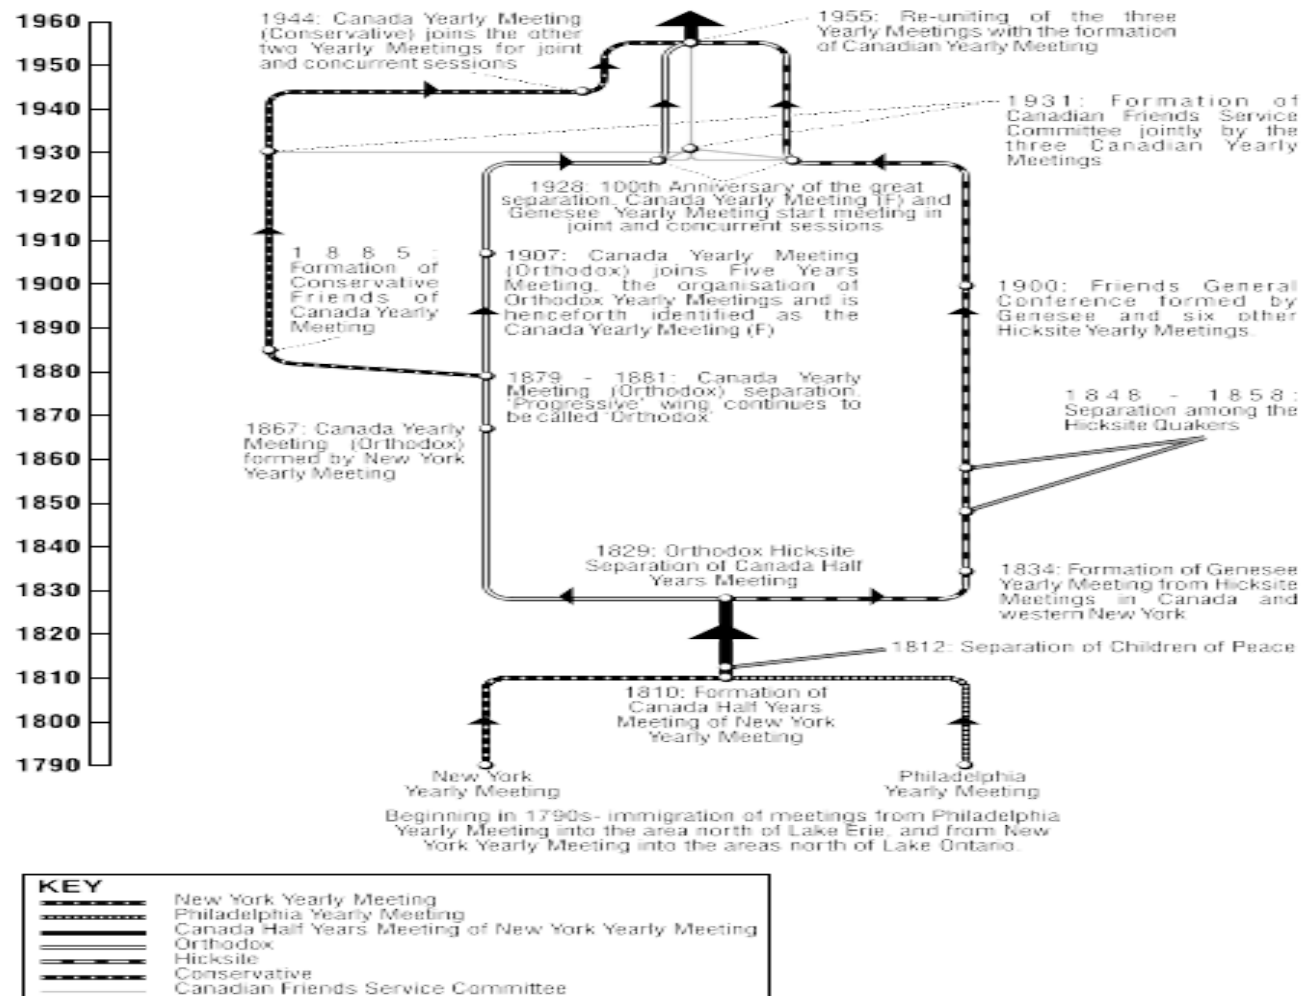 1960
1950
1940
1930
1920
1910
1900
1890
1880
1870
1860
1850
1840
1830
1820
1810
1800
1790
1944: Canada Yearly Meeting
(Conservative) joins the other
two Yearly Meetings for joint
and concurrent sessions
1955: Re-uniting of the three
Yearly Meetings with the formation
of Canadian Yearly Meeting
1931: Formation of
Canadian Friends Service
Committee jointly by the
three Canadian Yearly
Meetings
1928: 100th Anniversary of the great
separation. Canada Yearly Meeting (F) and
Genesee Yearly Meeting start meeting in
joint and concurrent sessions
1885:
Formation of
Conservative
Friends of
Canada Yearly
Meeting
1907: Canada Yearly Meeting
(Orthodox) joins Five Years
Meeting, the organisation of
Orthodox Yearly Meetings and is
henceforth identified as the
Canada Yearly Meeting (F)
1900: Friends General
Conference formed by
Genesee and six other
Hicksite Yearly Meetings.
1879 - 1881: Canada Yearly
Meeting (Orthodox) separation.
'Progressive' wing continues to
be called 'Orthodox'
1848 - 1858:
Separation among the
Hicksite Quakers
1867: Canada Yearly
Meeting (Orthodox)
formed by New York
Yearly Meeting
1829: Orthodox Hicksite
Separation of Canada Half
Years Meeting
1834: Formation of Genesee
Yearly Meeting from Hicksite
Meetings in Canada and
western New York
1812: Separation of Children of Peace
1810: Formation of
Canada Half Years
Meeting of New York
Yearly Meeting
New York
Yearly Meeting
Philadelphia
Yearly Meeting
Beginning in 1790s- immigration of meetings from Philadelphia
Yearly Meeting into the area north of Lake Erie, and from New
York Yearly Meeting into the areas north of Lake Ontario.
KEY
New York Yearly Meeting
Philadelphia Yearly Meeting
Canada Half Years Meeting of New York Yearly Meeting
Orthodox
Hicksite
Conservative
Canadian Friends Service Committee